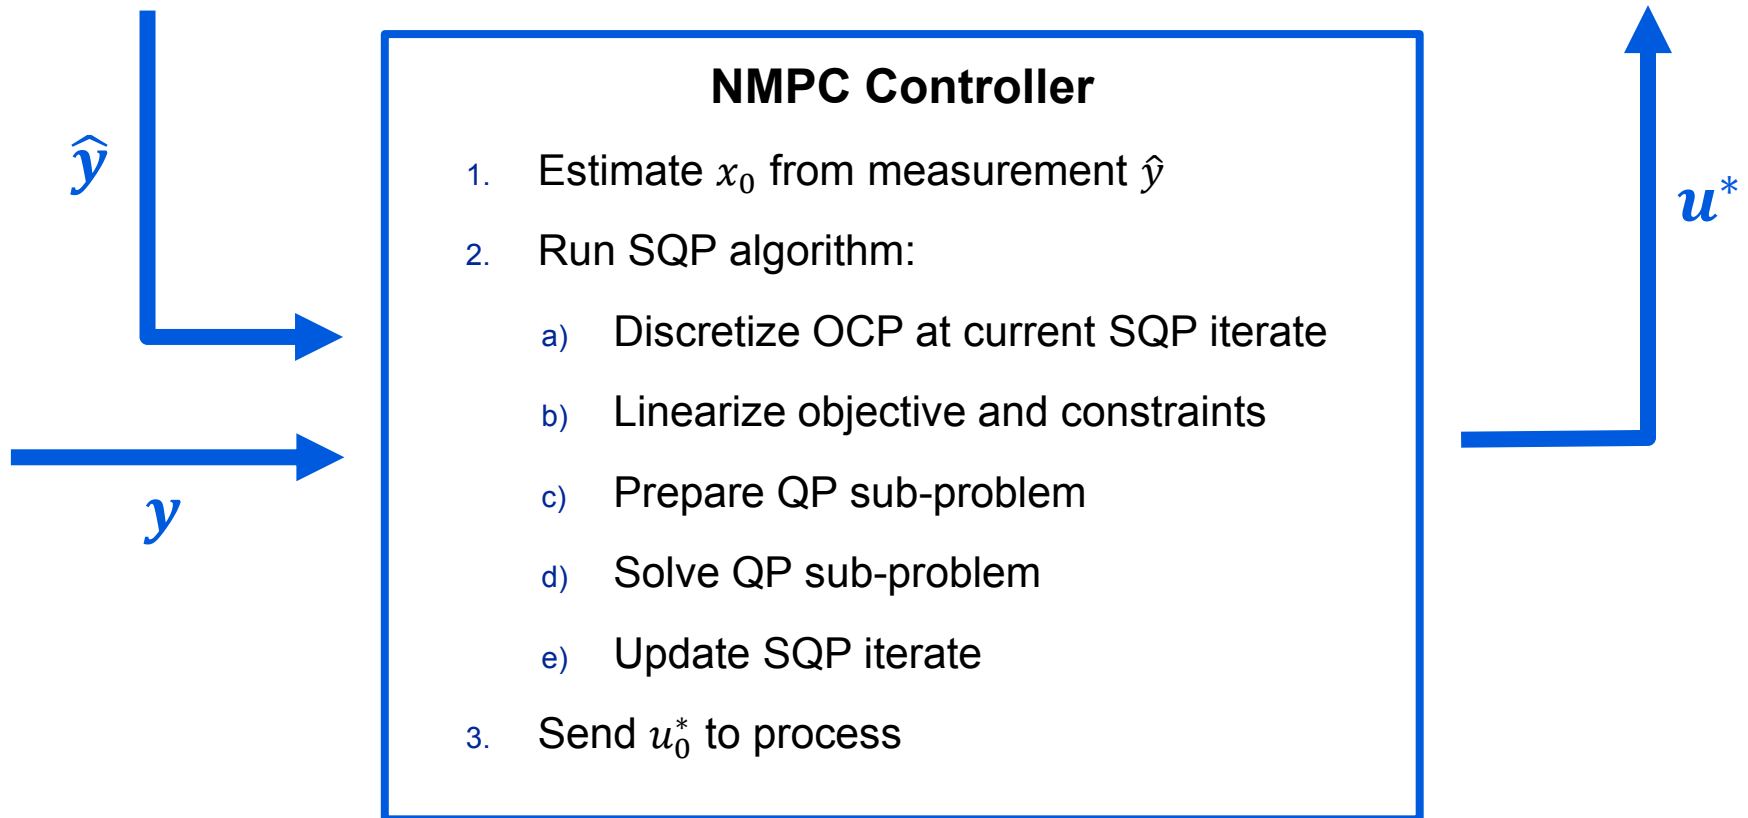 NMPC Controller
ŷ
1. Estimate x₀ from measurement ŷ
u*
2. Run SQP algorithm:
a) Discretize OCP at current SQP iterate
b) Linearize objective and constraints
y
c) Prepare QP sub-problem
d) Solve QP sub-problem
e) Update SQP iterate
3. Send u₀* to process